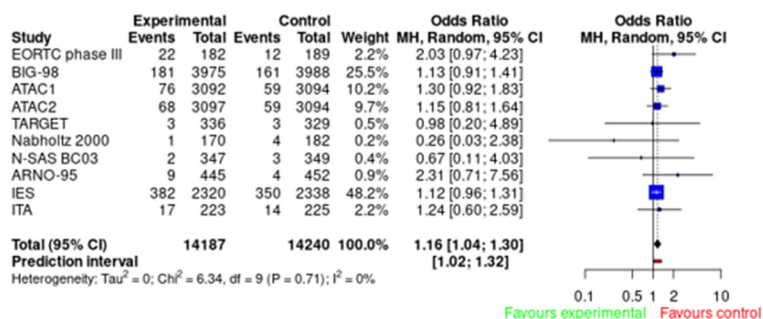 Experimental Control Odds Ratio Odds Ratio
Study Events Total Events Total Weight MH, Random, 95% CI MH, Random, 95% CI
EORTC phase III 22 182 12 189 2.2% 2.03 [0.97; 4.23]
BIG-98 181 3975 161 3988 25.5% 1.13 [0.91; 1.41]
ATAC1 76 3092 59 3094 10.2% 1.30 [0.92; 1.83]
ATAC2 68 3097 59 3094 9.7% 1.15 [0.81; 1.64]
TARGET 3 336 3 329 0.5% 0.98 [0.20; 4.89]
Nabholtz 2000 1 170 4 182 0.2% 0.26 [0.03; 2.38]
N-SAS BC03 2 347 3 349 0.4% 0.67 [0.11; 4.03]
ARNO-95 9 445 4 452 0.9% 2.31 [0.71; 7.56]
IES 382 2320 350 2338 48.2% 1.12 [0.96; 1.31]
ITA 17 223 14 225 2.2% 1.24 [0.60; 2.59]
Total (95% CI) 14187 14240 100.0% 1.16 [1.04; 1.30]
Prediction interval [1.02; 1.32]
Heterogeneity: Tau² = 0; Chi² = 6.34, df = 9 (P = 0.71); I² = 0%
0.1 0.5 1 2 10
Favours experimental Favours control